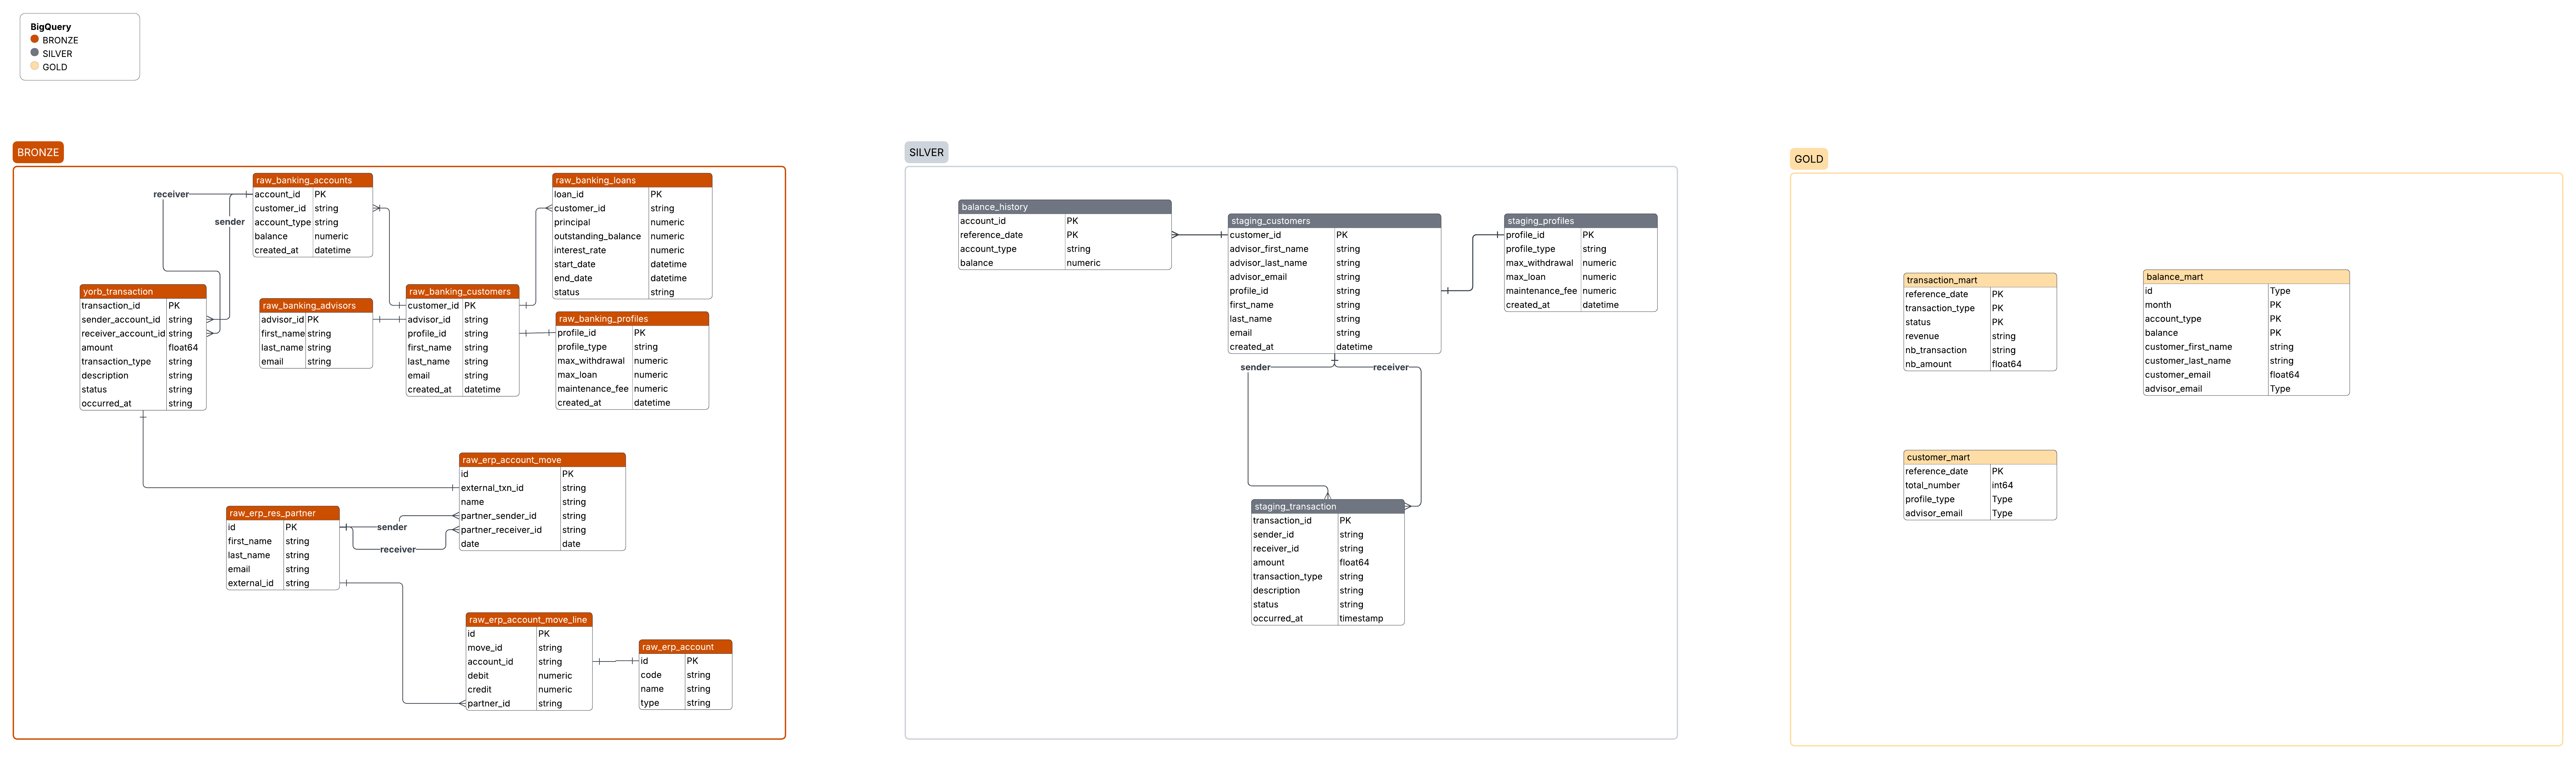 BigQuery
BRONZE
SILVER
GOLD
BRONZE
receiver
sender
raw_banking_accounts
account_id PK
customer_id string
account_type string
balance numeric
created_at datetime
raw_banking_loans
loan_id PK
customer_id string
principal numeric
outstanding_balance numeric
interest_rate numeric
start_date datetime
end_date datetime
status string
yorb_transaction
transaction_id PK
sender_account_id string
receiver_account_id string
amount float64
transaction_type string
description string
status string
occurred_at string
raw_banking_advisors
advisor_id PK
first_name string
last_name string
email string
raw_banking_customers
customer_id PK
advisor_id string
profile_id string
first_name string
last_name string
email string
created_at datetime
raw_banking_profiles
profile_id PK
profile_type string
max_withdrawal numeric
max_loan numeric
maintenance_fee numeric
created_at datetime
raw_erp_account_move
id PK
external_txn_id string
name string
partner_sender_id string
partner_receiver_id string
date date
raw_erp_res_partner
id PK
first_name string
last_name string
email string
external_id string
sender
receiver
raw_erp_account_move_line
id PK
move_id string
account_id string
debit numeric
credit numeric
partner_id string
raw_erp_account
id PK
code string
name string
type string
SILVER
balance_history
account_id PK
reference_date PK
account_type string
balance numeric
staging_customers
customer_id PK
advisor_first_name string
advisor_last_name string
advisor_email string
profile_id string
first_name string
last_name string
email string
created_at datetime
staging_profiles
profile_id PK
profile_type string
max_withdrawal numeric
max_loan numeric
maintenance_fee numeric
created_at datetime
sender
receiver
staging_transaction
transaction_id PK
sender_id string
receiver_id string
amount float64
transaction_type string
description string
status string
occurred_at timestamp
GOLD
transaction_mart
reference_date PK
transaction_type PK
status PK
revenue string
nb_transaction string
nb_amount float64
balance_mart
id Type
month PK
account_type PK
balance PK
customer_first_name string
customer_last_name string
customer_email float64
advisor_email Type
customer_mart
reference_date PK
total_number int64
profile_type Type
advisor_email Type